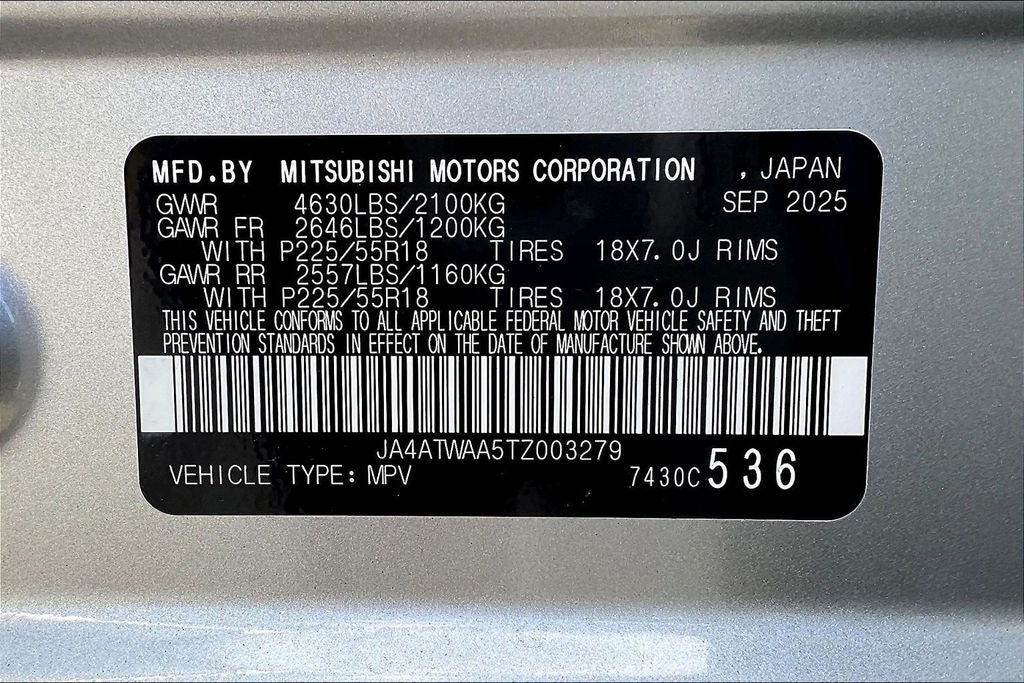 MFD.BY MITSUBISHI MOTORS CORPORATION , JAPAN
GWVR 4630LBS/2100KG SEP 2025
GAWR FR 2646LBS/1200KG
WITH P225/55R18 TIRES 18X7.0J RIMS
GAWR RR 2557LBS/1160KG
WITH P225/55R18 TIRES 18X7.0J RIMS
THIS VEHICLE CONFORMS TO ALL APPLICABLE FEDERAL MOTOR VEHICLE SAFETY AND THEFT
PREVENTION STANDARDS IN EFFECT ON THE DATE OF MANUFACTURE SHOWN ABOVE.
JA4ATWAA5TZ003279
VEHICLE TYPE: MPV 7430C 536